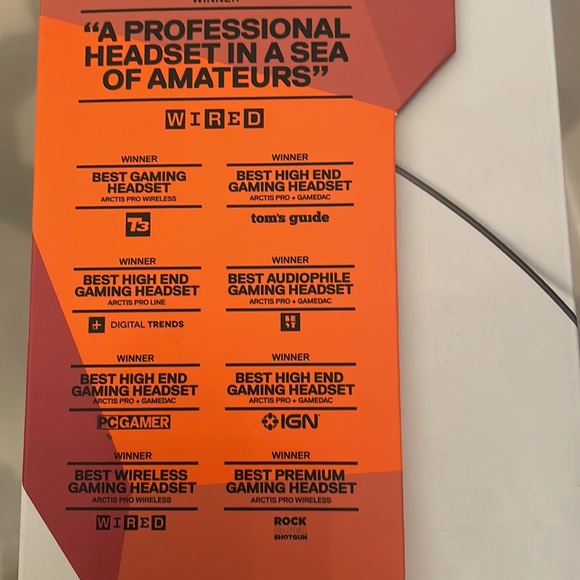 WINNER
“A PROFESSIONAL
HEADSET IN A SEA
OF AMATEURS”
WIRED
WINNER
BEST GAMING
HEADSET
ARCTIS PRO WIRELESS
T3
WINNER
BEST HIGH END
GAMING HEADSET
ARCTIS PRO + GAMEDAC
tom's guide
WINNER
BEST HIGH END
GAMING HEADSET
ARCTIS PRO LINE
DIGITAL TRENDS
WINNER
BEST AUDIOPHILE
GAMING HEADSET
ARCTIS PRO + GAMEDAC
WINNER
BEST HIGH END
GAMING HEADSET
ARCTIS PRO + GAMEDAC
PCGAMER
WINNER
BEST HIGH END
GAMING HEADSET
ARCTIS PRO + GAMEDAC
IGN
WINNER
BEST WIRELESS
GAMING HEADSET
ARCTIS PRO WIRELESS
WIRED
WINNER
BEST PREMIUM
GAMING HEADSET
ARCTIS PRO WIRELESS
ROCK
PAPER
SHOTGUN